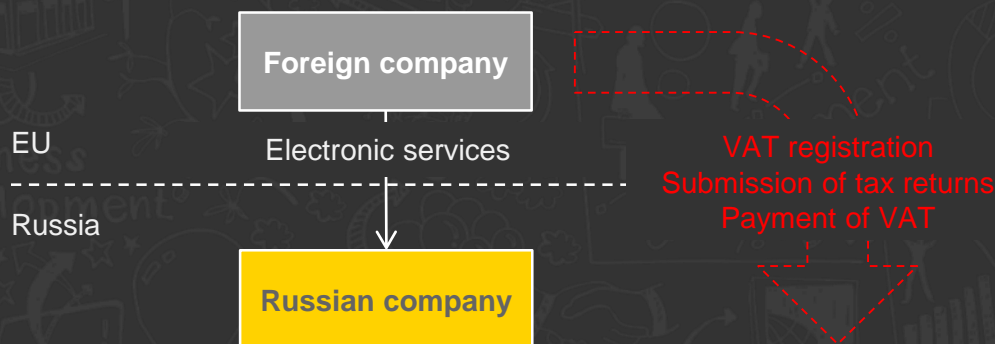 Foreign company
EU
Electronic services
Russia
Russian company
VAT registration
Submission of tax returns
Payment of VAT